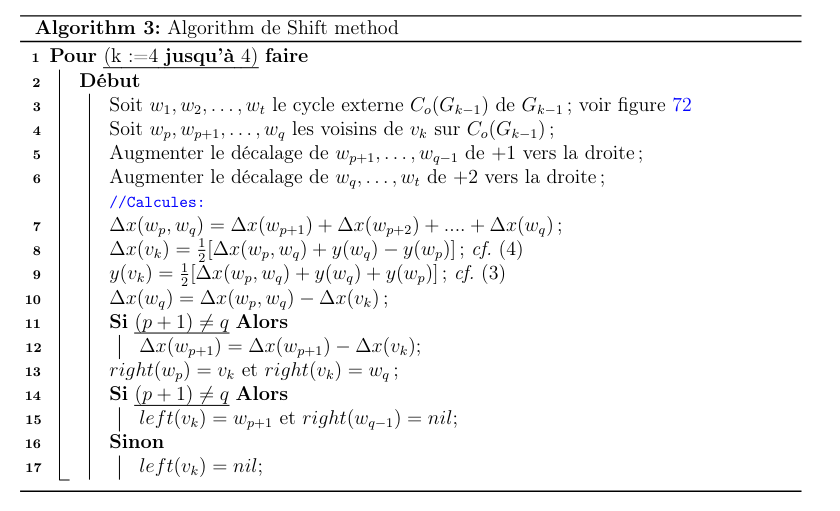 Algorithm 3: Algorithm de Shift method
1 Pour (k :=4 jusqu'à 4) faire
2 Début
3 Soit $w_1, w_2, \ldots, w_t$ le cycle externe $C_o(G_{k-1})$ de $G_{k-1}$ ; voir figure 72
4 Soit $w_p, w_{p+1}, \ldots, w_q$ les voisins de $v_k$ sur $C_o(G_{k-1})$ ;
5 Augmenter le décalage de $w_{p+1}, \ldots, w_{q-1}$ de +1 vers la droite ;
6 Augmenter le décalage de $w_q, \ldots, w_t$ de +2 vers la droite ;
//Calcules:
7 $\Delta x(w_p, w_q) = \Delta x(w_{p+1}) + \Delta x(w_{p+2}) + .... + \Delta x(w_q)$ ;
8 $\Delta x(v_k) = \frac{1}{2}[\Delta x(w_p, w_q) + y(w_q) - y(w_p)]$ ; cf. (4)
9 $y(v_k) = \frac{1}{2}[\Delta x(w_p, w_q) + y(w_q) + y(w_p)]$ ; cf. (3)
10 $\Delta x(w_q) = \Delta x(w_p, w_q) - \Delta x(v_k)$ ;
11 Si $(p + 1) \neq q$ Alors
12 $\Delta x(w_{p+1}) = \Delta x(w_{p+1}) - \Delta x(v_k)$;
13 $right(w_p) = v_k$ et $right(v_k) = w_q$ ;
14 Si $(p + 1) \neq q$ Alors
15 $left(v_k) = w_{p+1}$ et $right(w_{q-1}) = nil$;
16 Sinon
17 $left(v_k) = nil$;